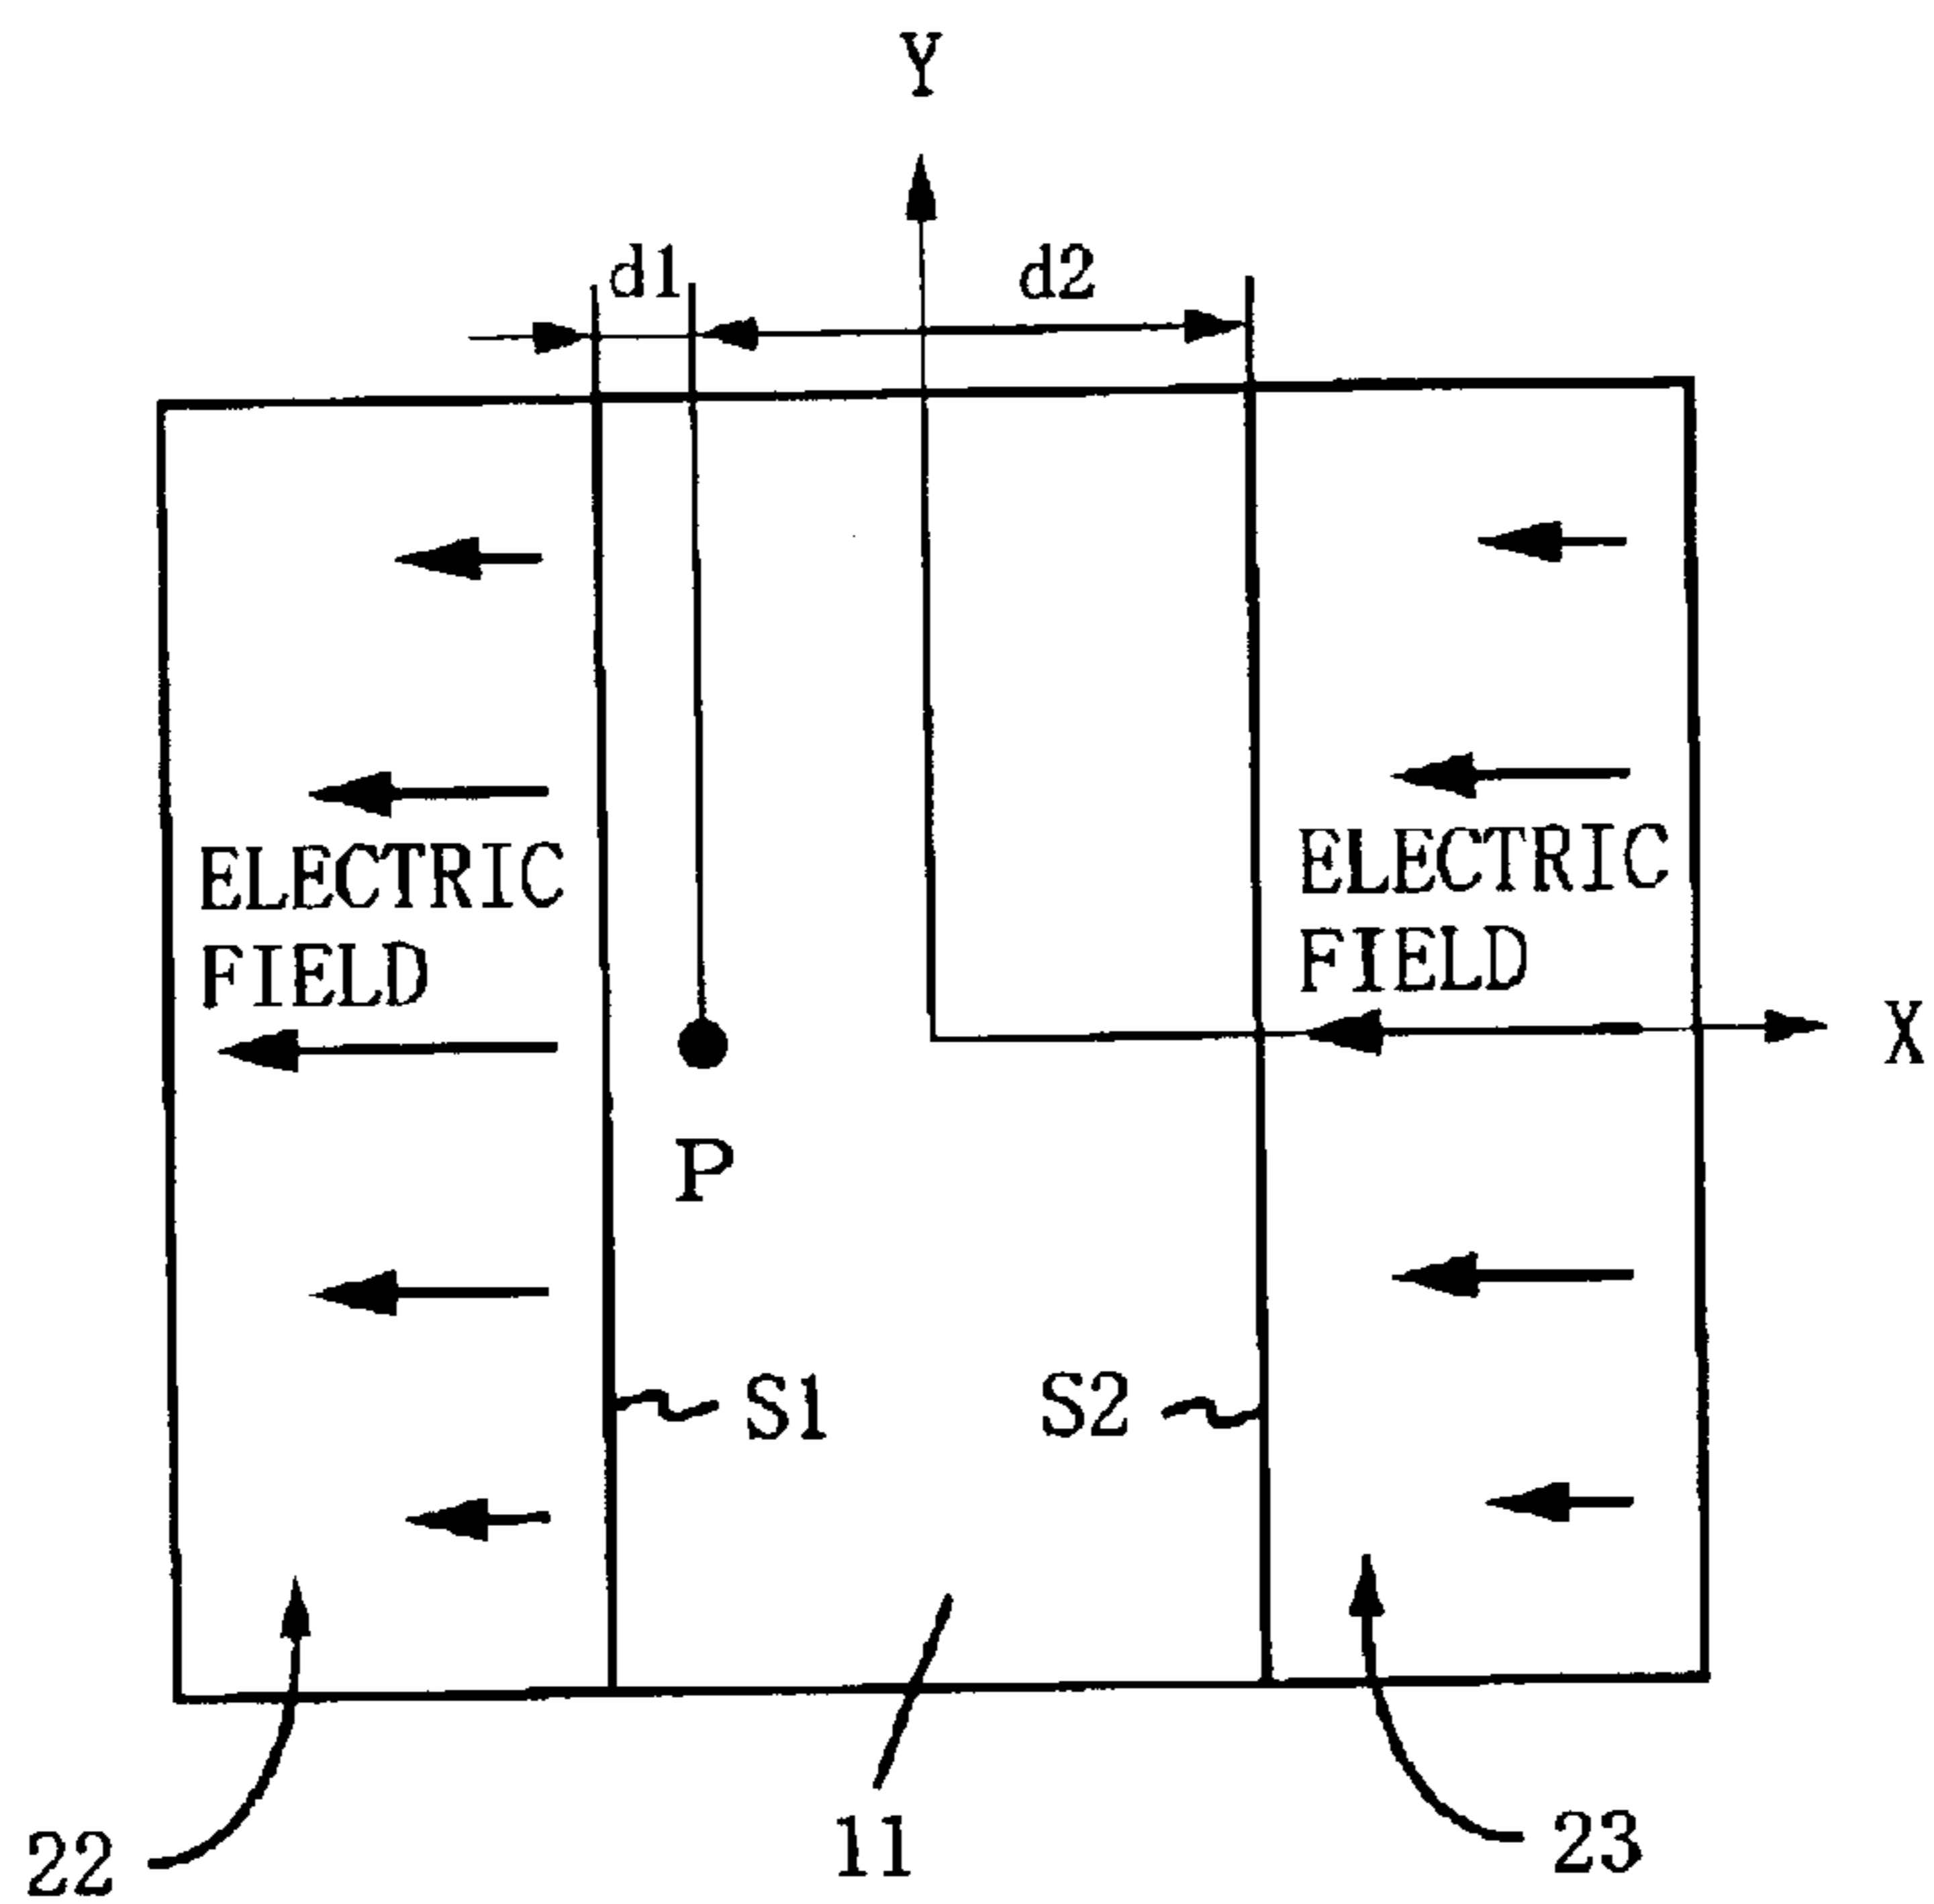 Y
d1
d2
ELECTRIC
FIELD
ELECTRIC
FIELD
X
P
S1
S2
22
11
23